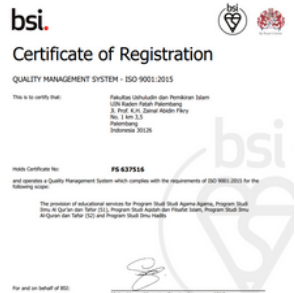 bsi.
bsi
Certificate of Registration
QUALITY MANAGEMENT SYSTEM - ISO 9001:2015
This is to certify that:
Fakultas Ushuludin dan Pemikiran Islam
UIN Raden Fatah Palembang
Jl. Prof. K.H. Zainal Abidin Fikry
No. 1 km 3,5
Palembang
Indonesia 30126
Holds Certificate No:
FS 637516
and operates a Quality Management System which complies with the requirements of ISO 9001:2015 for the
following scope:
The provision of educational services for Program Studi Studi Agama Agama, Program Studi
Ilmu Al Qur'an dan Tafsir (S1), Program Studi Aqidah dan Filsafat Islam, Program Studi Ilmu
Al-Quran dan Tafsir (S2) and Program Studi Ilmu Hadits
bsi
For and on behalf of BSI: